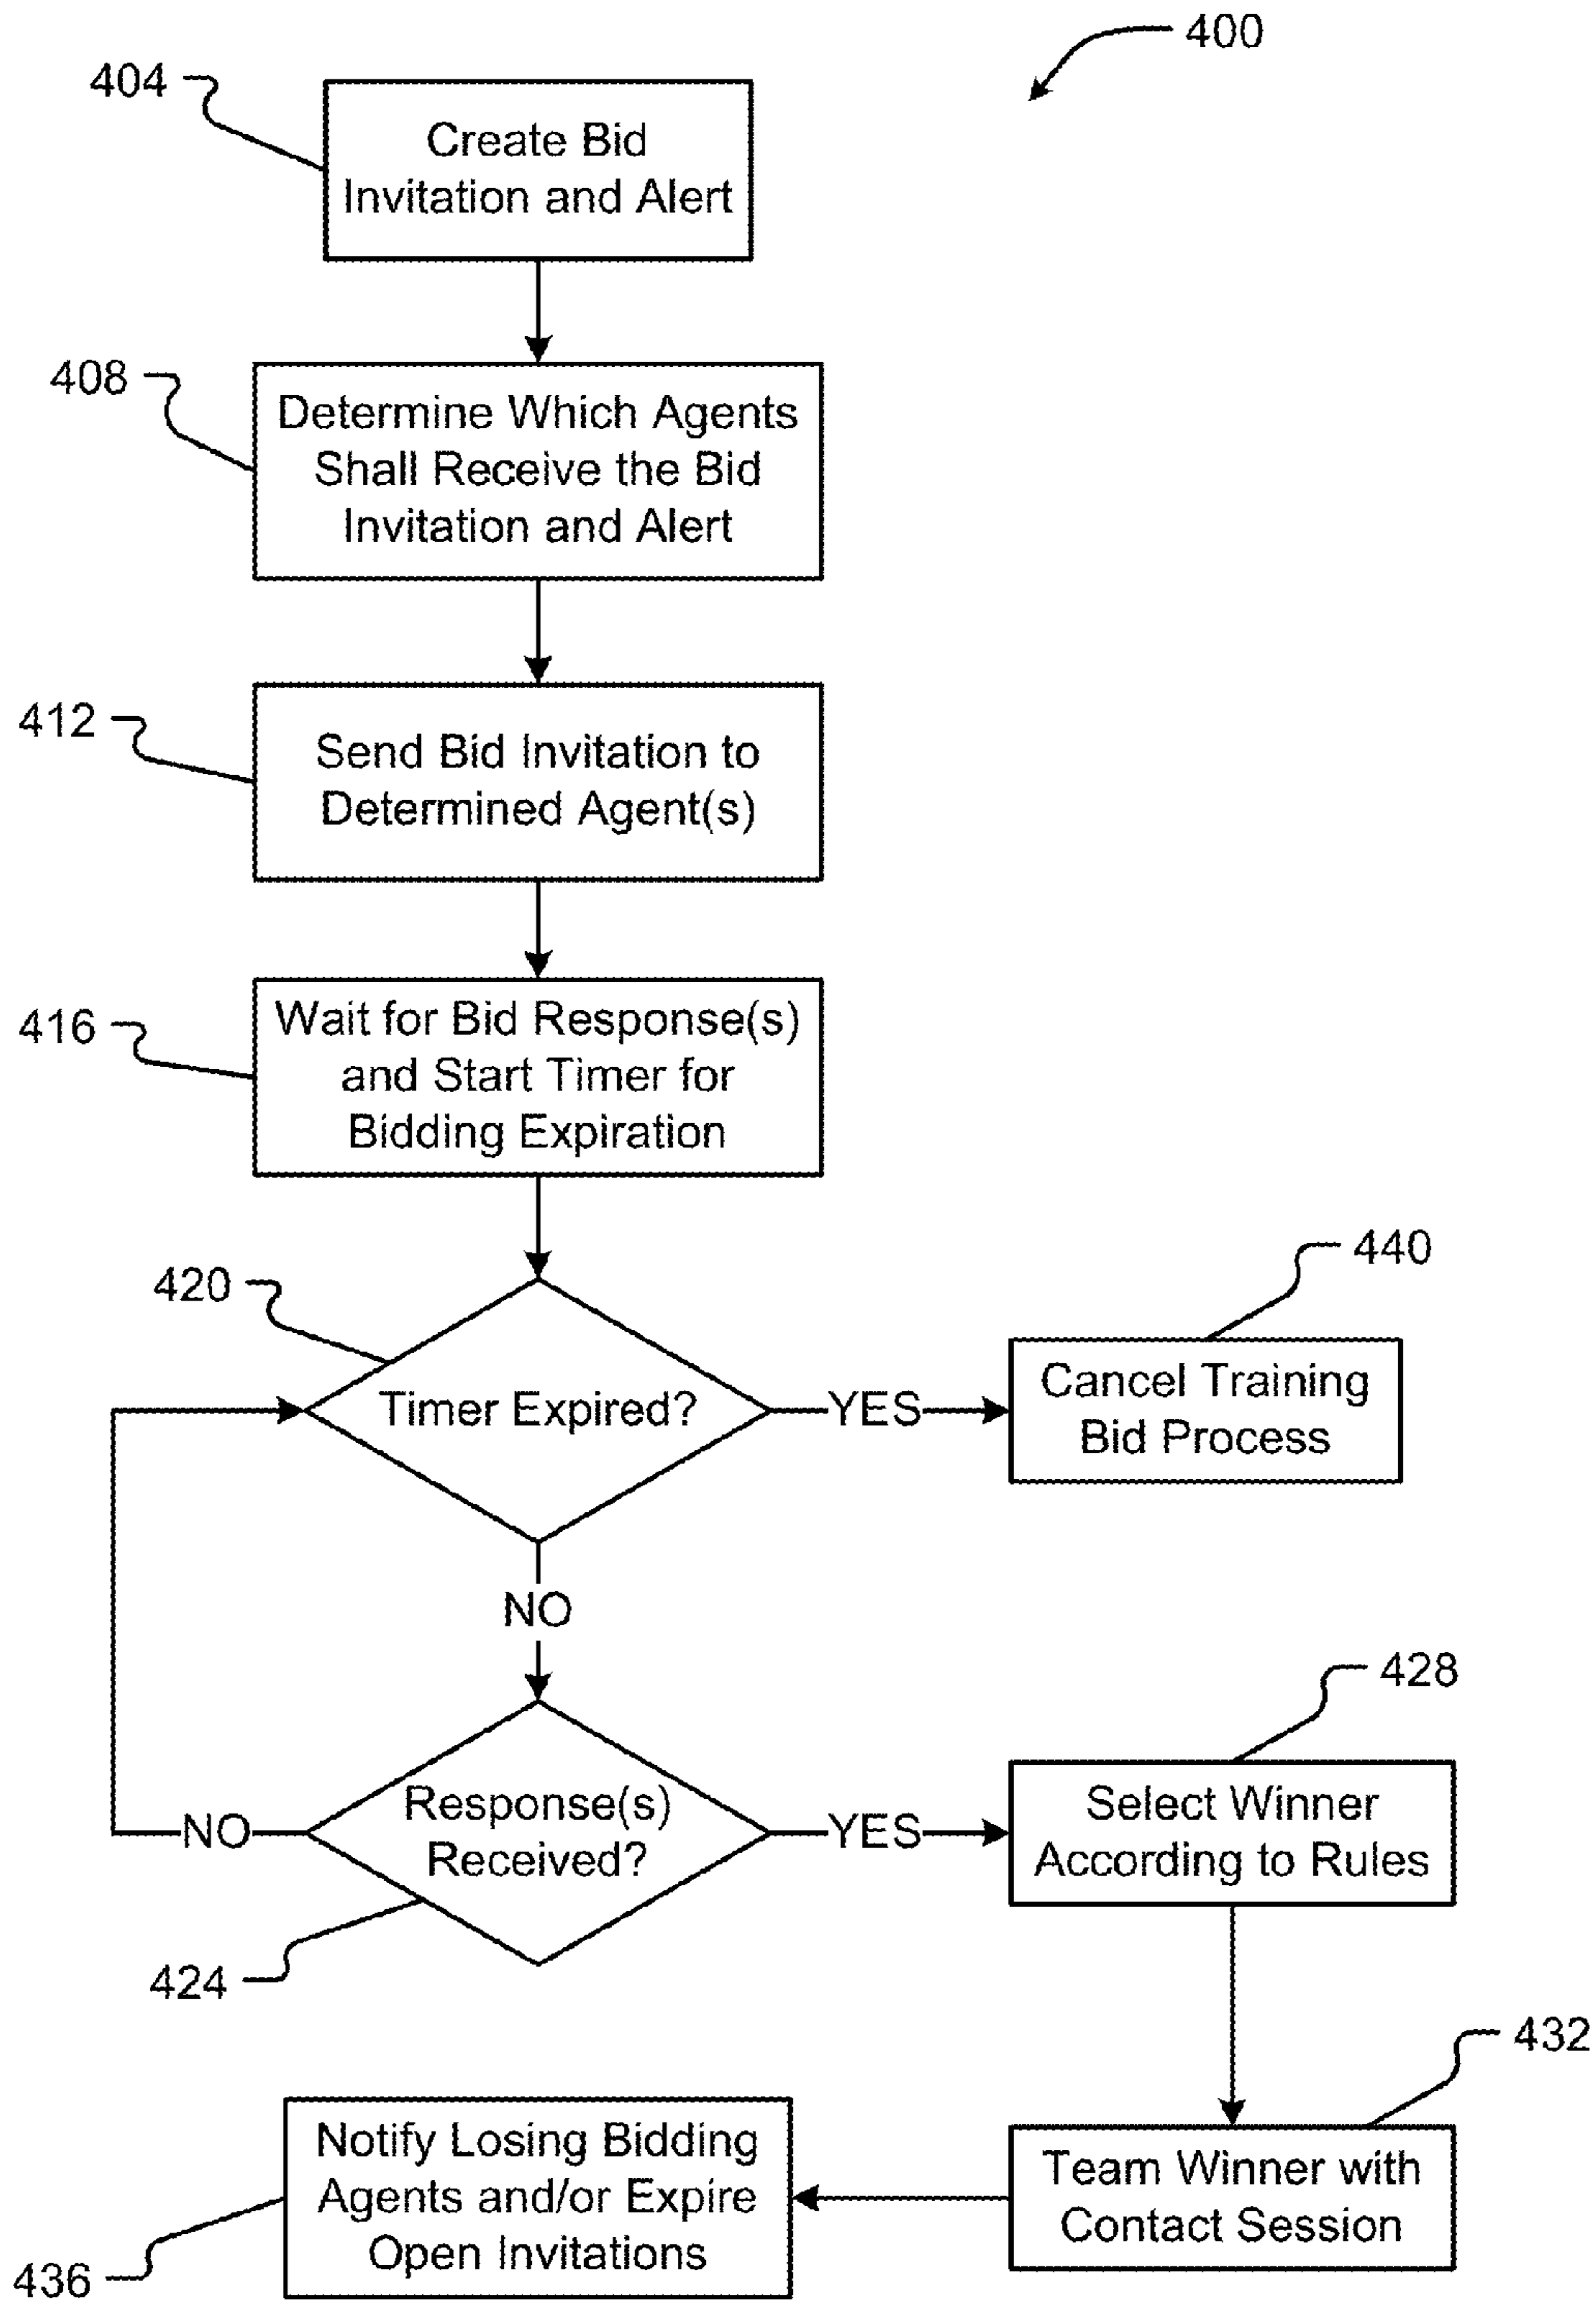 400
404
Create Bid
Invitation and Alert
408
Determine Which Agents
Shall Receive the Bid
Invitation and Alert
412
Send Bid Invitation to
Determined Agent(s)
416
Wait for Bid Response(s)
and Start Timer for
Bidding Expiration
420
Timer Expired?
YES
440
Cancel Training
Bid Process
NO
424
Response(s)
Received?
NO
YES
428
Select Winner
According to Rules
432
Team Winner with
Contact Session
436
Notify Losing Bidding
Agents and/or Expire
Open Invitations